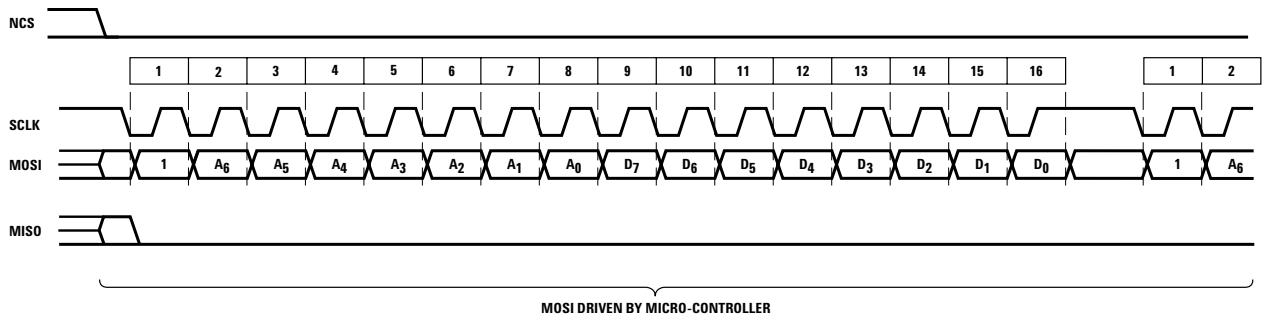 NCS
1 2 3 4 5 6 7 8 9 10 11 12 13 14 15 16 1 2
SCLK
MOSI 1 A6 A5 A4 A3 A2 A1 A0 D7 D6 D5 D4 D3 D2 D1 D0 1 A6
MISO
MOSI DRIVEN BY MICRO-CONTROLLER